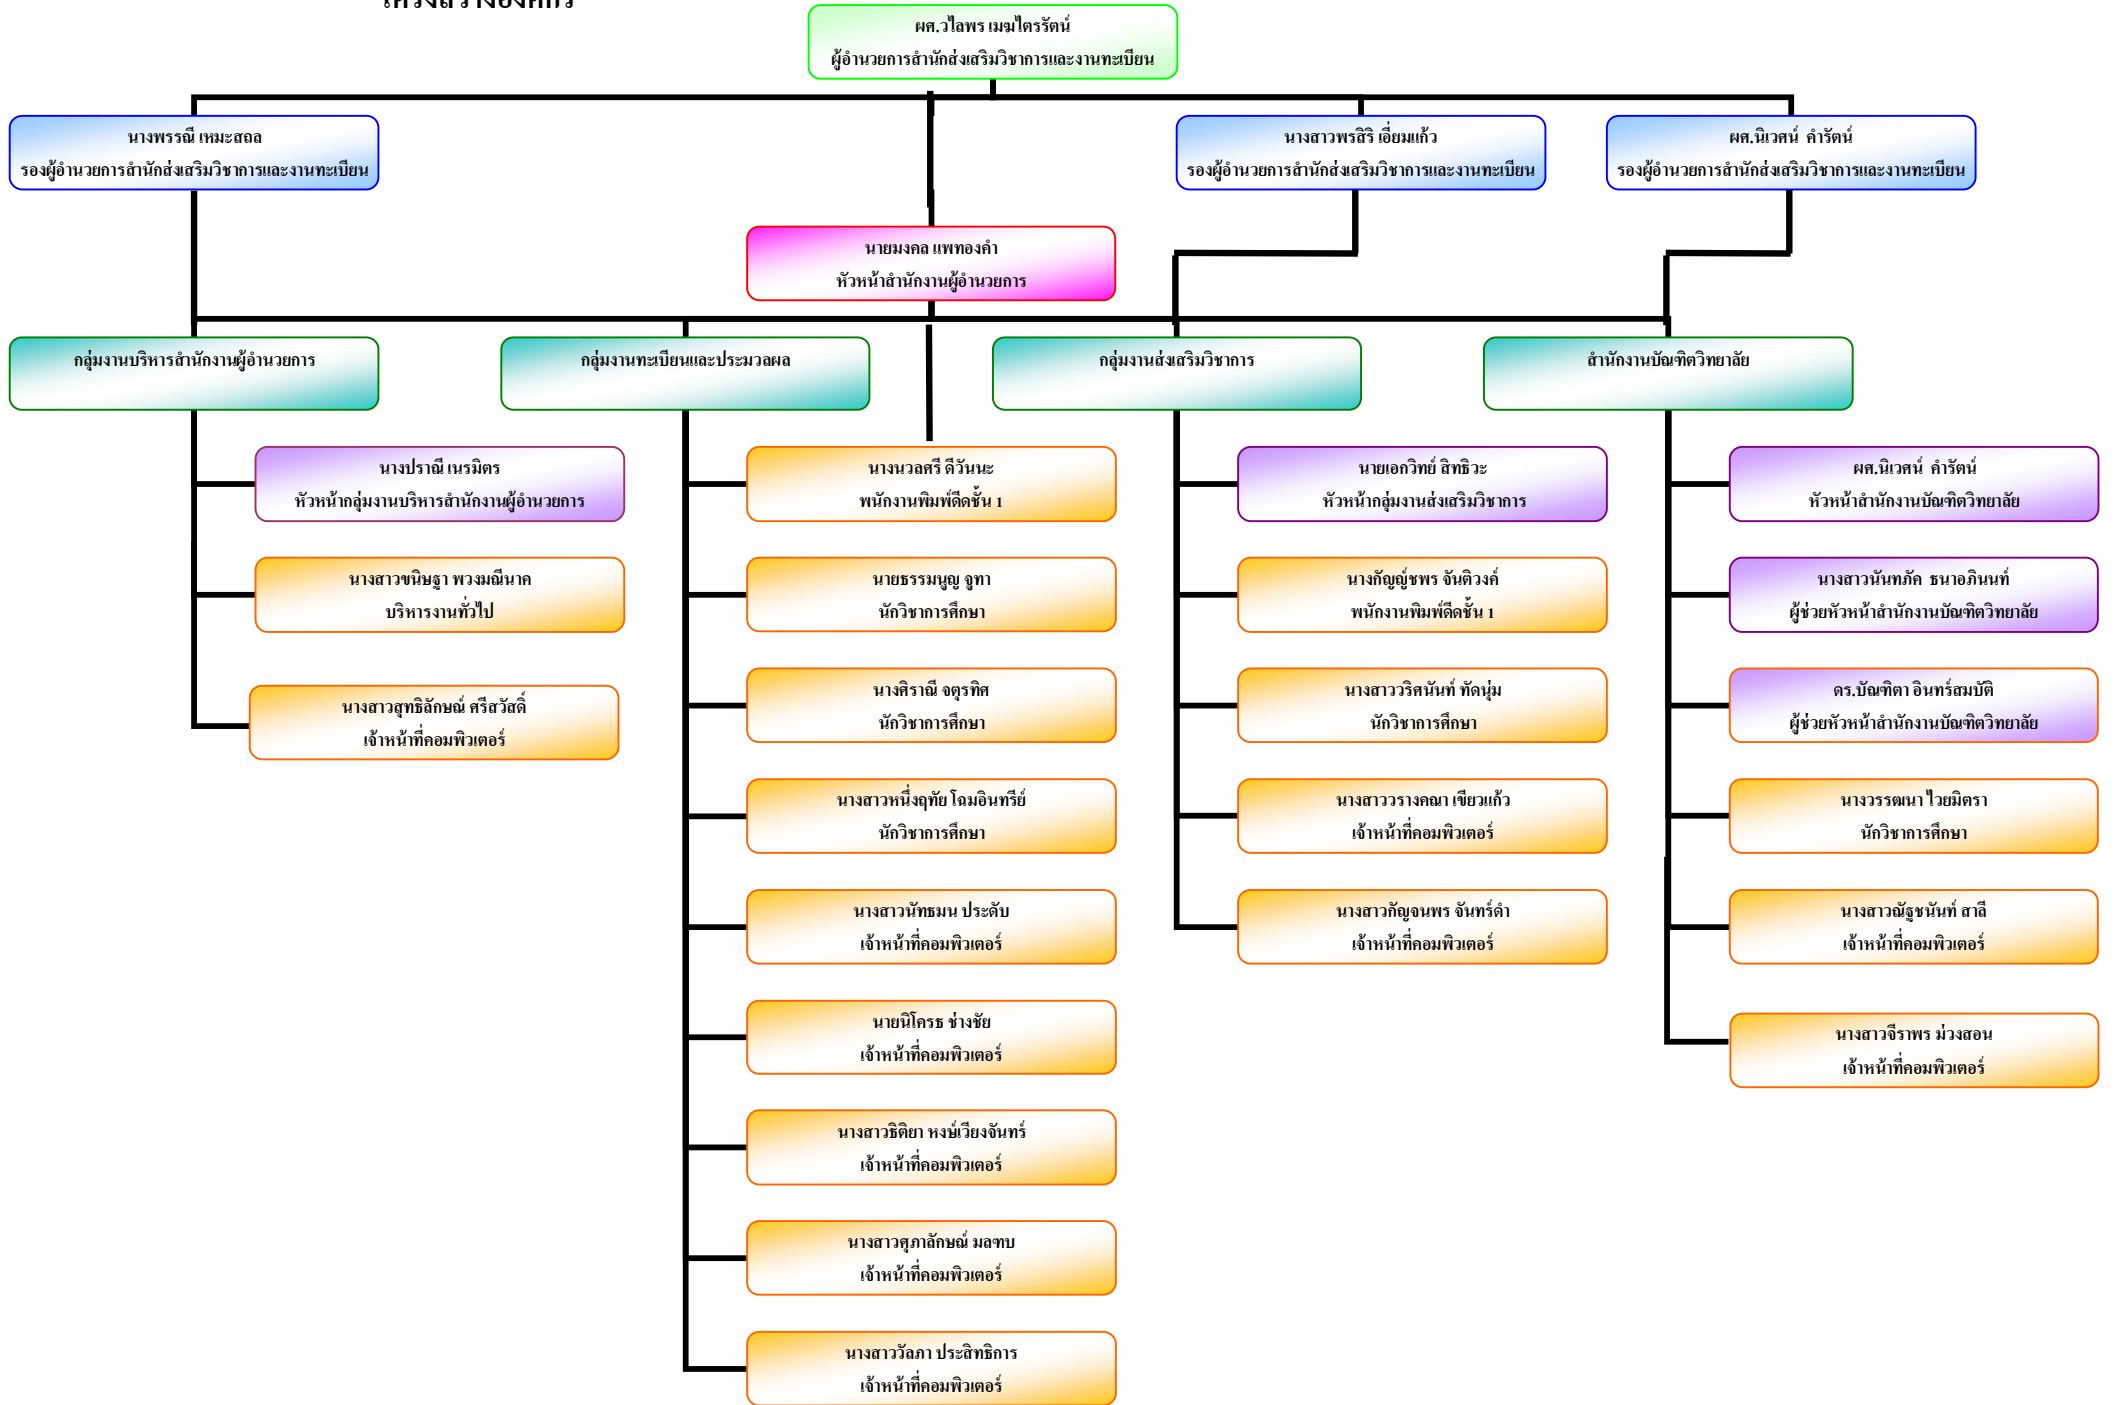 โครงสร้างองค์กร
ผศ.วไลพร เมฆไตรรัตน์
ผู้อำนวยการสำนักส่งเสริมวิชาการและงานทะเบียน
นางพรรณี เหมะสถล
รองผู้อำนวยการสำนักส่งเสริมวิชาการและงานทะเบียน
นางสาวพรสิริ เอี่ยมแก้ว
รองผู้อำนวยการสำนักส่งเสริมวิชาการและงานทะเบียน
ผศ.นิเวศน์ คำรัตน์
รองผู้อำนวยการสำนักส่งเสริมวิชาการและงานทะเบียน
นายมงคล แพทองคำ
หัวหน้าสำนักงานผู้อำนวยการ
กลุ่มงานบริหารสำนักงานผู้อำนวยการ
กลุ่มงานทะเบียนและประมวลผล
กลุ่มงานส่งเสริมวิชาการ
สำนักงานบัณฑิตวิทยาลัย
นางปราณี เนรมิตร
หัวหน้ากลุ่มงานบริหารสำนักงานผู้อำนวยการ
นางสาวขนิษฐา พวงมณีนาค
บริหารงานทั่วไป
นางสาวสุทธิลักษณ์ ศรีสวัสดิ์
เจ้าหน้าที่คอมพิวเตอร์
นางนวลศรี ดีวันนะ
พนักงานพิมพ์ดีดชั้น 1
นายธรรมนูญ จูทา
นักวิชาการศึกษา
นางศิราณี จตุรทิศ
นักวิชาการศึกษา
นางสาวหนึ่งฤทัย โฉมอินทรีย์
นักวิชาการศึกษา
นางสาวนัทธมน ประดับ
เจ้าหน้าที่คอมพิวเตอร์
นายนิโครธ ช่างชัย
เจ้าหน้าที่คอมพิวเตอร์
นางสาวธิติยา หงษ์เวียงจันทร์
เจ้าหน้าที่คอมพิวเตอร์
นางสาวศุภาลักษณ์ มลฑบ
เจ้าหน้าที่คอมพิวเตอร์
นางสาววัลภา ประสิทธิการ
เจ้าหน้าที่คอมพิวเตอร์
นายเอกวิทย์ สิทธิวะ
หัวหน้ากลุ่มงานส่งเสริมวิชาการ
นางกัญญ์ชพร จันติวงค์
พนักงานพิมพ์ดีดชั้น 1
นางสาววริศนันท์ ทัดนุ่ม
นักวิชาการศึกษา
นางสาววรางคณา เขียวแก้ว
เจ้าหน้าที่คอมพิวเตอร์
นางสาวกัญจนพร จันทร์ดำ
เจ้าหน้าที่คอมพิวเตอร์
ผศ.นิเวศน์ คำรัตน์
หัวหน้าสำนักงานบัณฑิตวิทยาลัย
นางสาวนันทภัค ธนาอภินนท์
ผู้ช่วยหัวหน้าสำนักงานบัณฑิตวิทยาลัย
ดร.บัณฑิตา อินทร์สมบัติ
ผู้ช่วยหัวหน้าสำนักงานบัณฑิตวิทยาลัย
นางวรรฒนา ไวยมิตรา
นักวิชาการศึกษา
นางสาวณัฐชนันท์ สาลี
เจ้าหน้าที่คอมพิวเตอร์
นางสาวจีราพร ม่วงสอน
เจ้าหน้าที่คอมพิวเตอร์